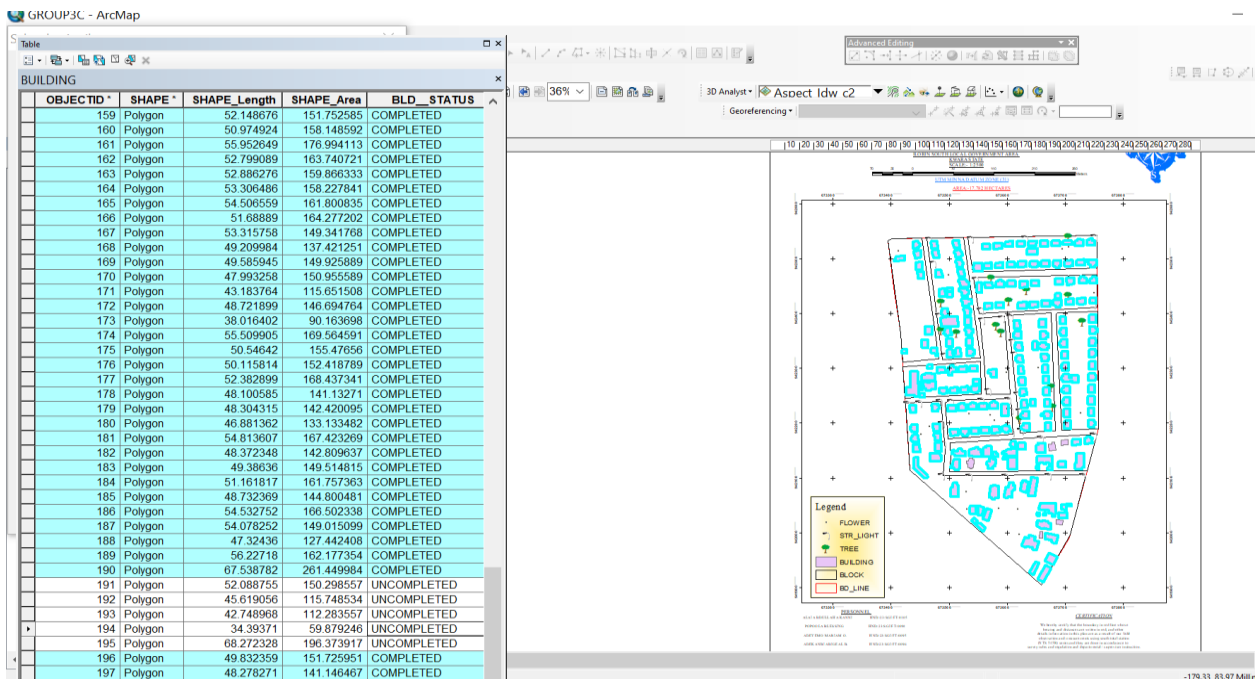 GROUP3C - ArcMap
Table
BUILDING
OBJECTID * SHAPE * SHAPE_Length SHAPE_Area BLD__STATUS
159 Polygon 52.148676 151.752585 COMPLETED
160 Polygon 50.974924 158.148592 COMPLETED
161 Polygon 55.952649 176.994113 COMPLETED
162 Polygon 52.799089 163.740721 COMPLETED
163 Polygon 52.886276 159.866333 COMPLETED
164 Polygon 53.306486 158.227841 COMPLETED
165 Polygon 54.506559 161.800835 COMPLETED
166 Polygon 51.68889 164.277202 COMPLETED
167 Polygon 53.315758 149.341768 COMPLETED
168 Polygon 49.209984 137.421251 COMPLETED
169 Polygon 49.585945 149.925889 COMPLETED
170 Polygon 47.993258 150.955589 COMPLETED
171 Polygon 43.183764 115.651508 COMPLETED
172 Polygon 48.721899 146.694764 COMPLETED
173 Polygon 38.016402 90.163698 COMPLETED
174 Polygon 55.509905 169.564591 COMPLETED
175 Polygon 50.54642 155.47656 COMPLETED
176 Polygon 50.115814 152.418789 COMPLETED
177 Polygon 52.382899 168.437341 COMPLETED
178 Polygon 48.100585 141.13271 COMPLETED
179 Polygon 48.304315 142.420095 COMPLETED
180 Polygon 46.881362 133.133482 COMPLETED
181 Polygon 54.813607 167.423269 COMPLETED
182 Polygon 48.372348 142.809637 COMPLETED
183 Polygon 49.38636 149.514815 COMPLETED
184 Polygon 51.161817 161.757363 COMPLETED
185 Polygon 48.732369 144.800481 COMPLETED
186 Polygon 54.532752 166.502338 COMPLETED
187 Polygon 54.078252 149.015099 COMPLETED
188 Polygon 47.32436 127.442408 COMPLETED
189 Polygon 56.22718 162.177354 COMPLETED
190 Polygon 67.538782 261.449984 COMPLETED
191 Polygon 52.088755 150.298557 UNCOMPLETED
192 Polygon 45.619056 115.748534 UNCOMPLETED
193 Polygon 42.748968 112.283557 UNCOMPLETED
194 Polygon 34.39371 59.879246 UNCOMPLETED
195 Polygon 68.272328 196.373917 UNCOMPLETED
196 Polygon 49.832359 151.725951 COMPLETED
197 Polygon 48.278271 141.146467 COMPLETED
Advanced Editing
36%
3D Analyst
Aspect_Idw_c2
Georeferencing
10 20 30 40 50 60 70 80 90 100 110 120 130 140 150 160 170 180 190 200 210 220 230 240 250 260 270 280
ILORIN SOUTH LOCAL GOVERNMENT AREA
KWARA STATE
Legend
FLOWER
STR_LIGHT
TREE
BUILDING
BLOCK
BD_LINE
PERSONNEL
CERTIFICATION
-179.33 83.97 Milli